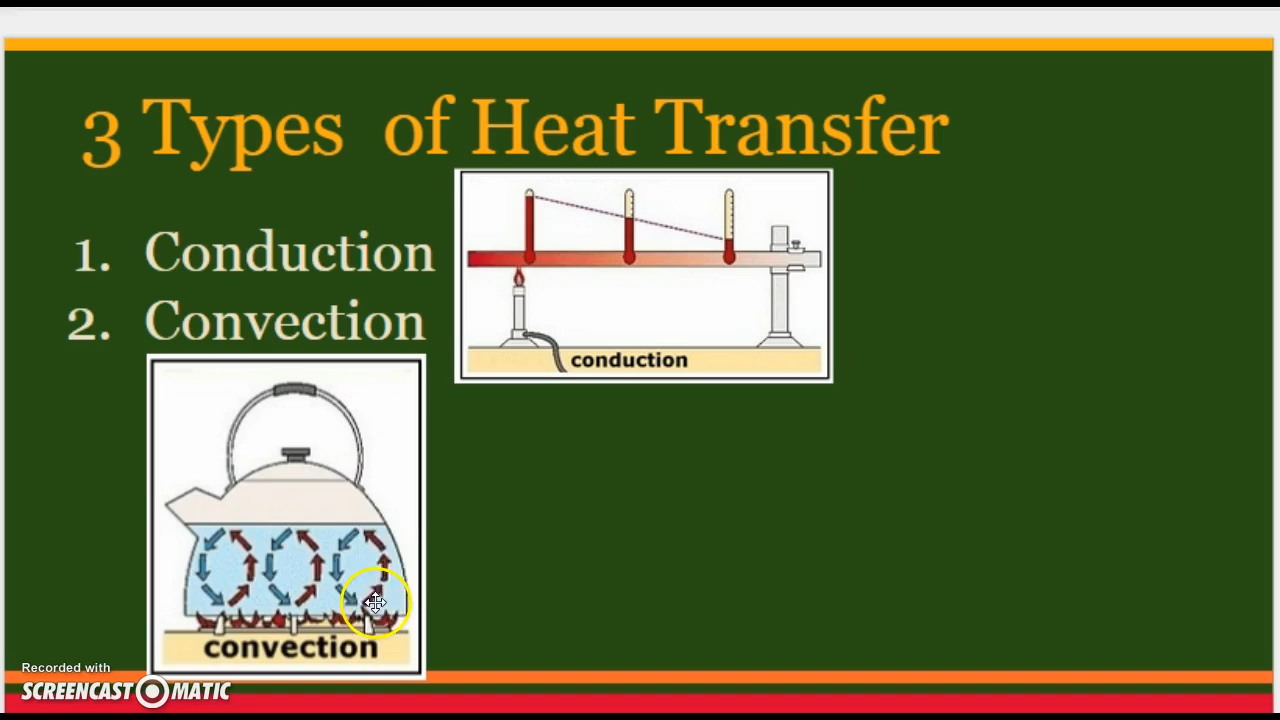 3 Types of Heat Transfer
1. Conduction
2. Convection
conduction
convection
Recorded with
SCREENCAST MATIC